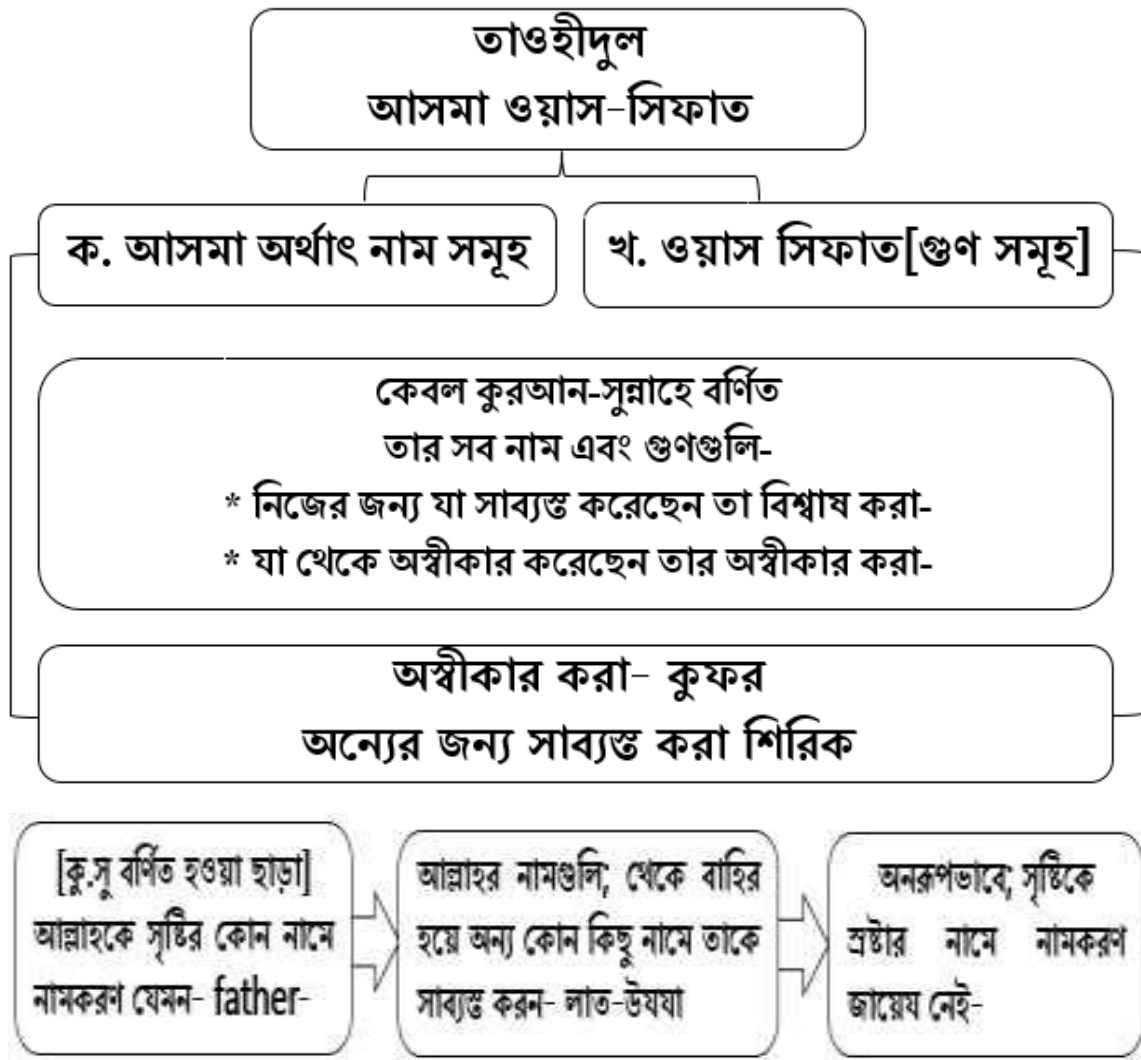 তাওহীদুল
আসমা ওয়াস-সিফাত
ক. আসমা অর্থাৎ নাম সমূহ
খ. ওয়াস সিফাত[গুণ সমূহ]
কেবল কুরআন-সুন্নাহে বর্ণিত
তার সব নাম এবং গুণগুলি-
* নিজের জন্য যা সাব্যস্ত করেছেন তা বিশ্বাষ করা-
* যা থেকে অস্বীকার করেছেন তার অস্বীকার করা-
অস্বীকার করা- কুফর
অন্যের জন্য সাব্যস্ত করা শিরিক
[কু.সু বর্ণিত হওয়া ছাড়া]
আল্লাহকে সৃষ্টির কোন নামে
নামকরণ যেমন- father-
আল্লাহর নামগুলি; থেকে বাহির
হয়ে অন্য কোন কিছু নামে তাকে
সাব্যস্ত করন- লাত-উযযা
অনরূপভাবে; সৃষ্টিকে
স্রষ্টার নামে নামকরণ
জায়েয নেই-